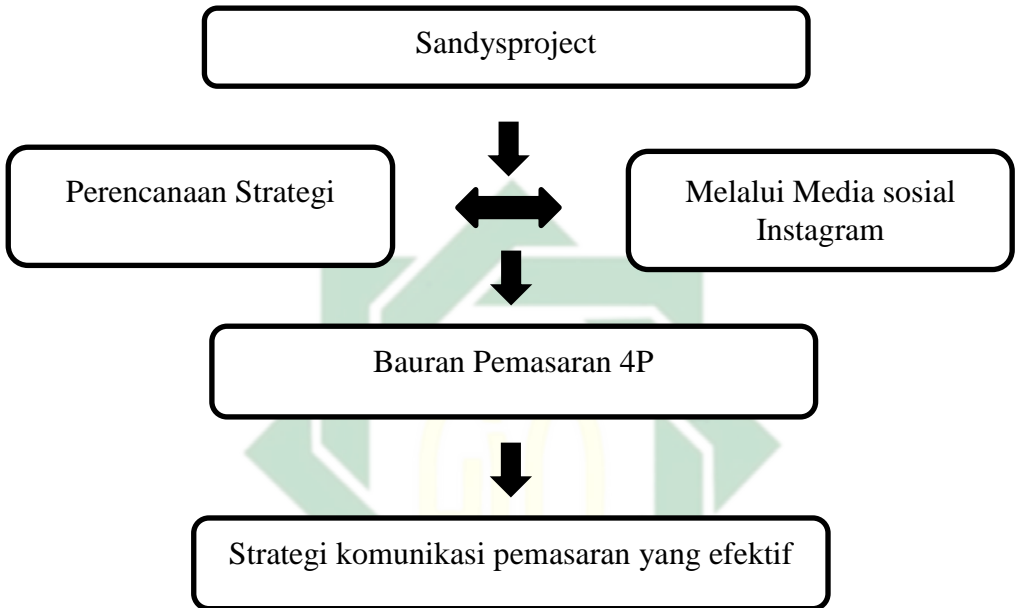 Sandysproject
Perencanaan Strategi
Melalui Media sosial
Instagram
Bauran Pemasaran 4P
Strategi komunikasi pemasaran yang efektif